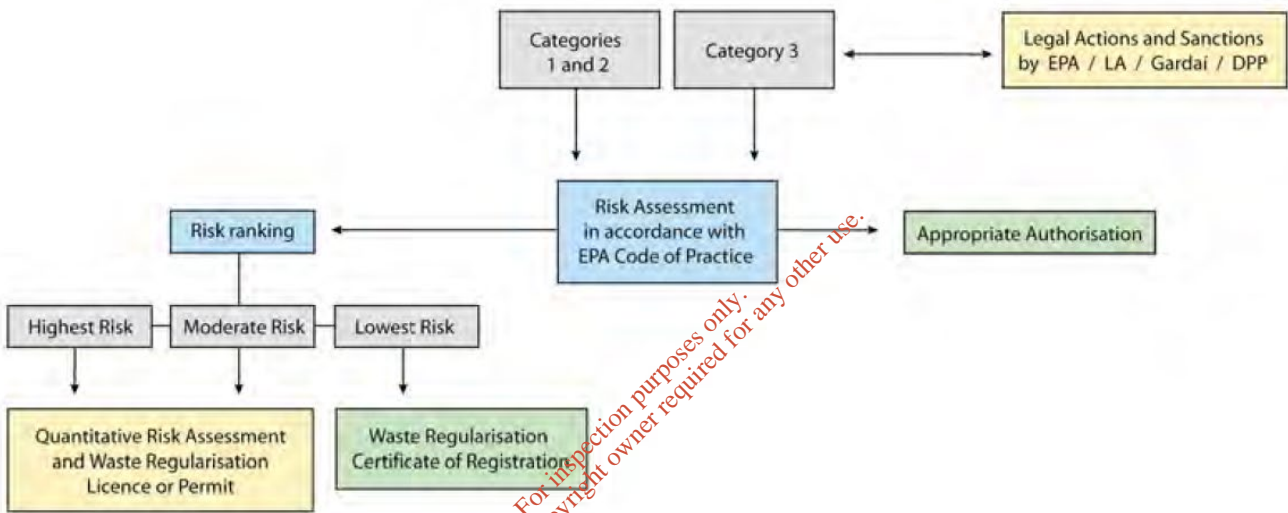 Categories
1 and 2
Category 3
Legal Actions and Sanctions
by EPA / LA / Gardaí / DPP
Risk Assessment
in accordance with
EPA Code of Practice
Risk ranking
Appropriate Authorisation
Highest Risk
Moderate Risk
Lowest Risk
Quantitative Risk Assessment
and Waste Regularisation
Licence or Permit
Waste Regularisation
Certificate of Registration
For inspection purposes only.
owner required for any other use.